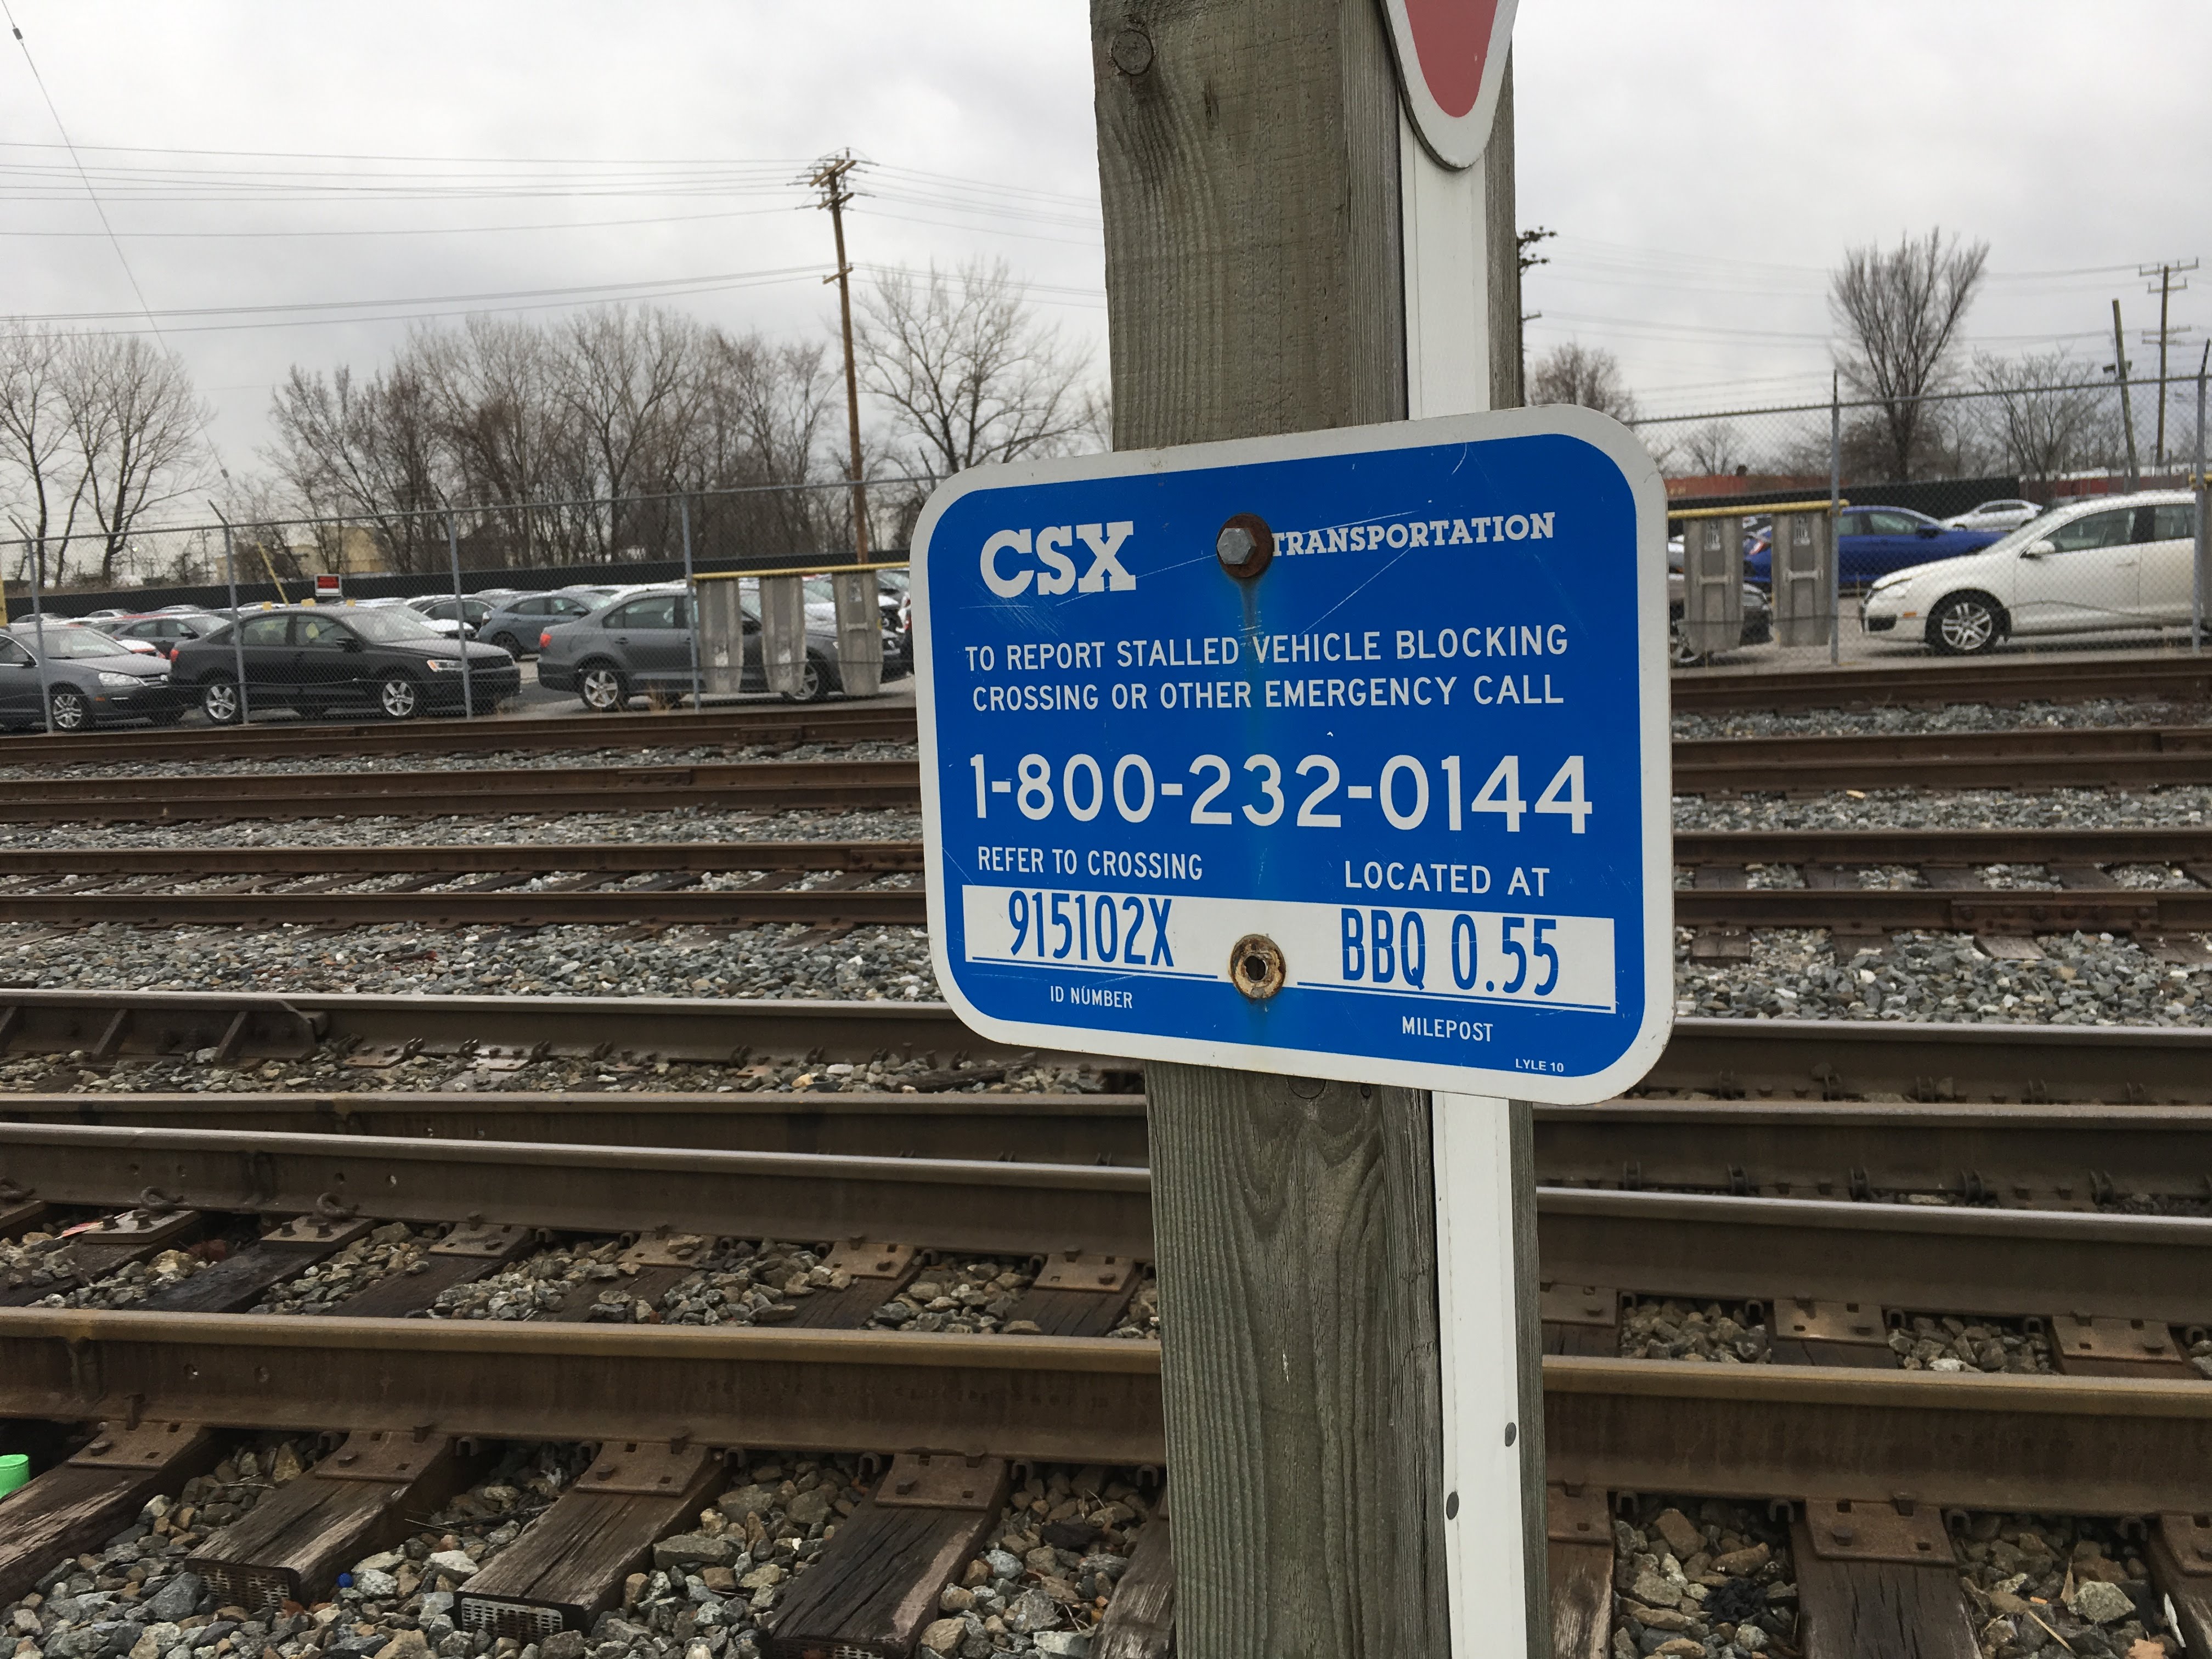 CSX TRANSPORTATION
TO REPORT STALLED VEHICLE BLOCKING
CROSSING OR OTHER EMERGENCY CALL
1-800-232-0144
REFER TO CROSSING LOCATED AT
915102X BBQ 0.55
ID NUMBER MILEPOST
LYLE 10